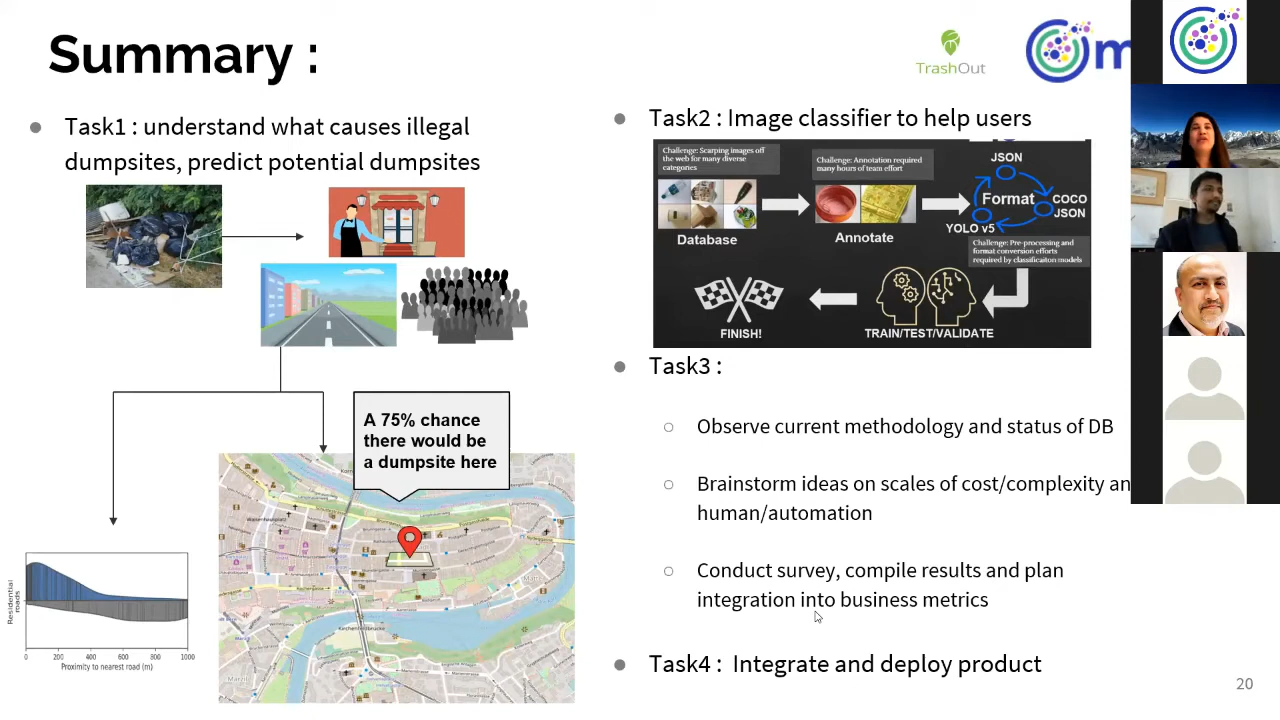 Summary :
TrashOut
m
Task1 : understand what causes illegal
dumpsites, predict potential dumpsites
A 75% chance
there would be
a dumpsite here
Residential
roads
0 200 400 600 800 1000
Proximity to nearest road (m)
Task2 : Image classifier to help users
Challenge: Scarping images off
the web for many diverse
categories
Database
Challenge: Annotation required
many hours of team effort
Annotate
JSON
Format
COCO
JSON
YOLO v5
Challenge: Pre-processing and
format conversion efforts
required by classificaiton models
FINISH!
TRAIN/TEST/VALIDATE
Task3 :
Observe current methodology and status of DB
Brainstorm ideas on scales of cost/complexity an
human/automation
Conduct survey, compile results and plan
integration into business metrics
Task4 : Integrate and deploy product
20